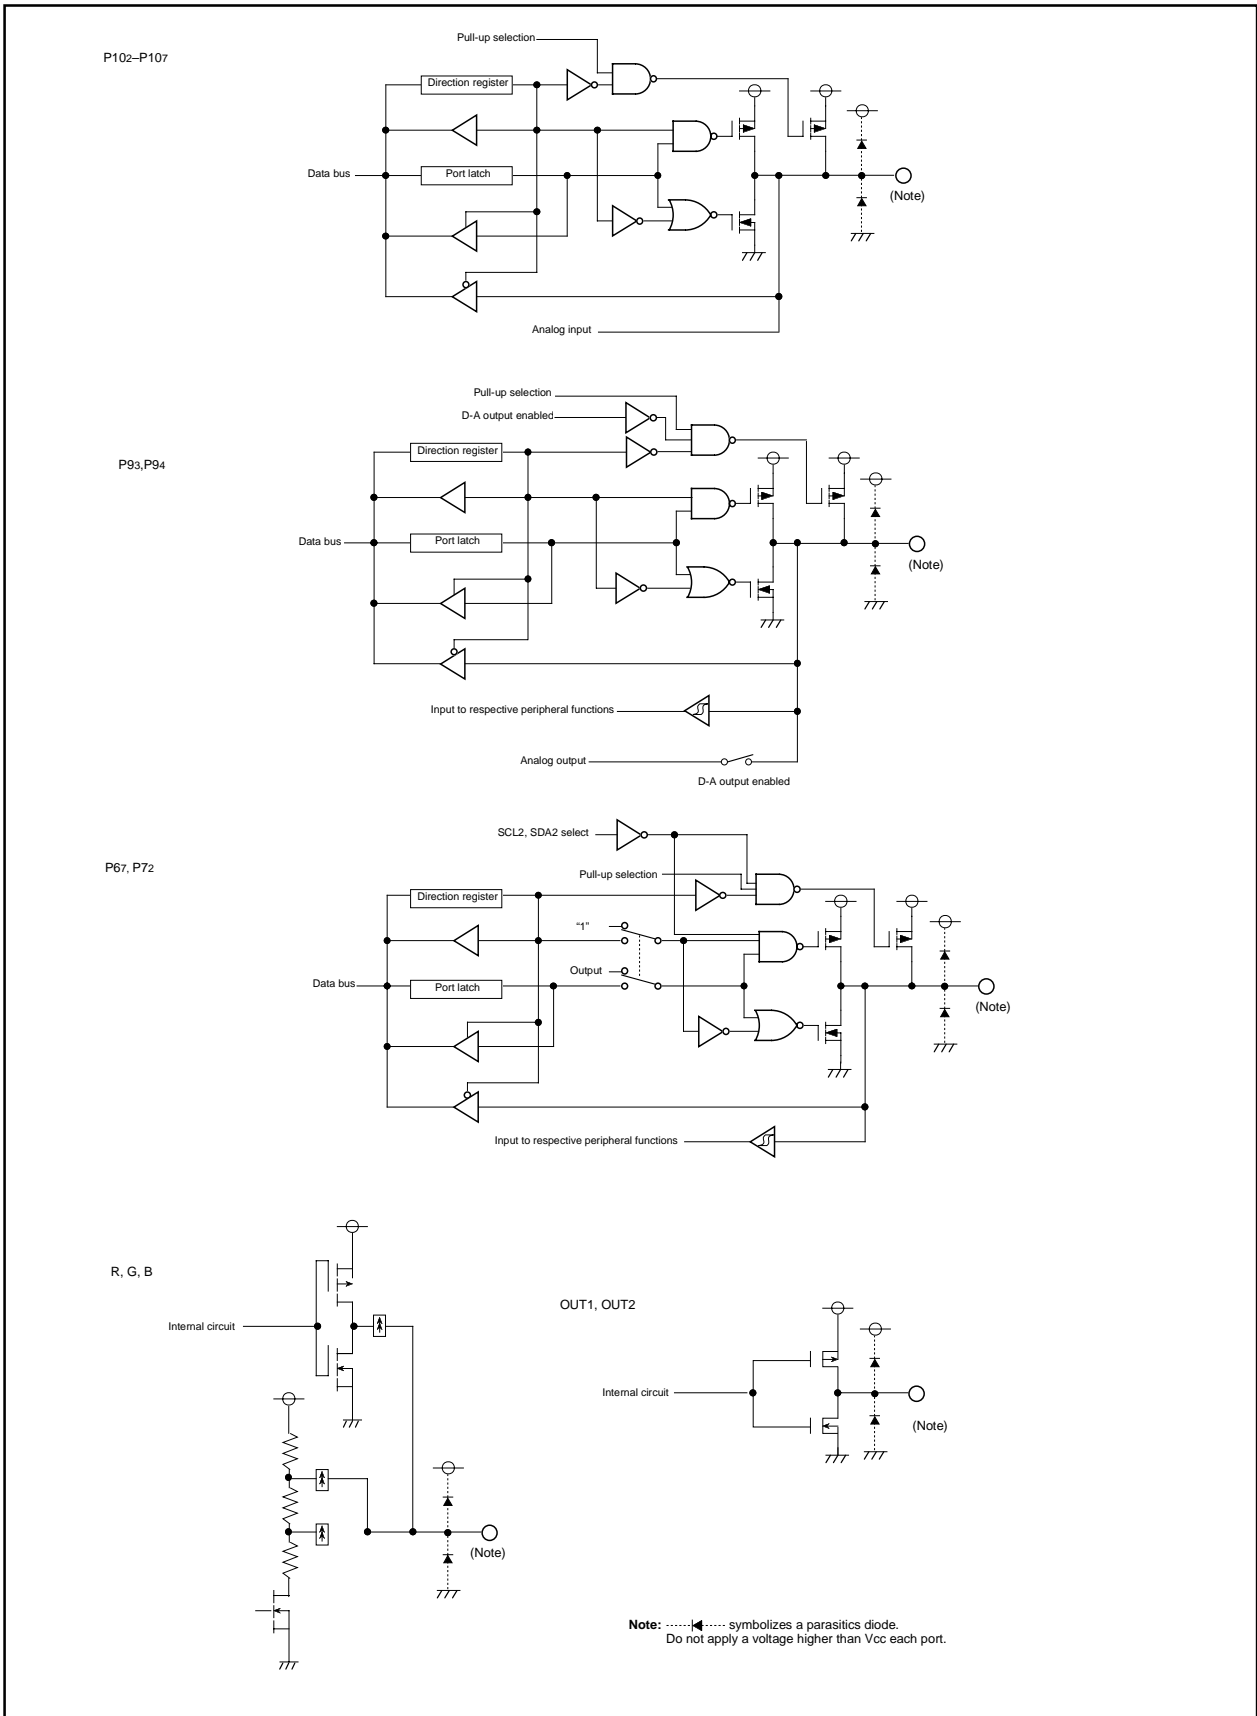 P102–P107
Pull-up selection
Direction register
Data bus
Port latch
(Note)
Analog input
P93,P94
Pull-up selection
D-A output enabled
Direction register
Data bus
Port latch
(Note)
Input to respective peripheral functions
Analog output
D-A output enabled
P67, P72
SCL2, SDA2 select
Pull-up selection
Direction register
“1”
Output
Data bus
Port latch
(Note)
Input to respective peripheral functions
R, G, B
Internal circuit
(Note)
OUT1, OUT2
Internal circuit
(Note)
Note: symbolizes a parasitics diode.
Do not apply a voltage higher than Vcc each port.